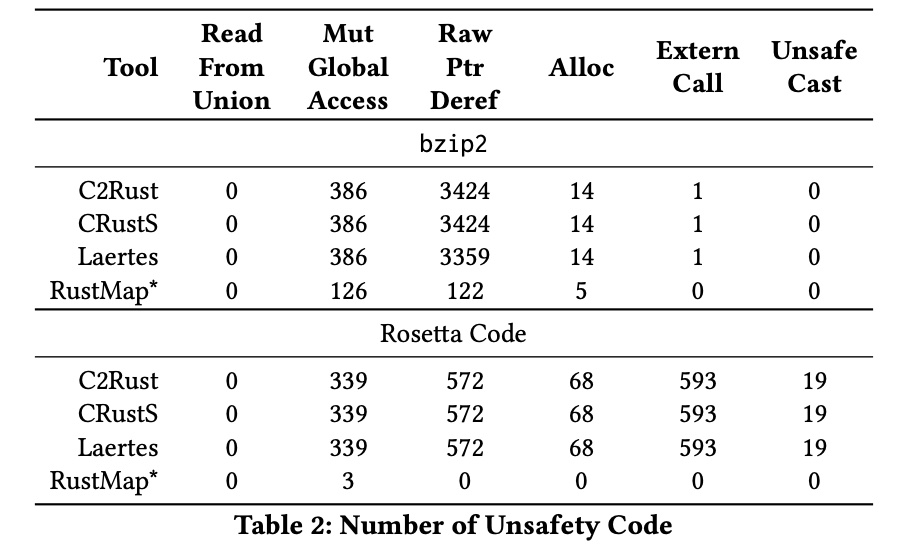 Tool Read From Union Mut Global Access Raw Ptr Deref Alloc Extern Call Unsafe Cast
bzip2
C2Rust 0 386 3424 14 1 0
CRustS 0 386 3424 14 1 0
Laertes 0 386 3359 14 1 0
RustMap* 0 126 122 5 0 0
Rosetta Code
C2Rust 0 339 572 68 593 19
CRustS 0 339 572 68 593 19
Laertes 0 339 572 68 593 19
RustMap* 0 3 0 0 0 0
Table 2: Number of Unsafety Code